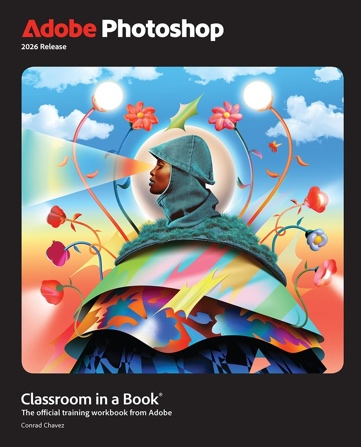 Adobe Photoshop
2026 Release
Classroom in a Book®
The official training workbook from Adobe
Conrad Chavez